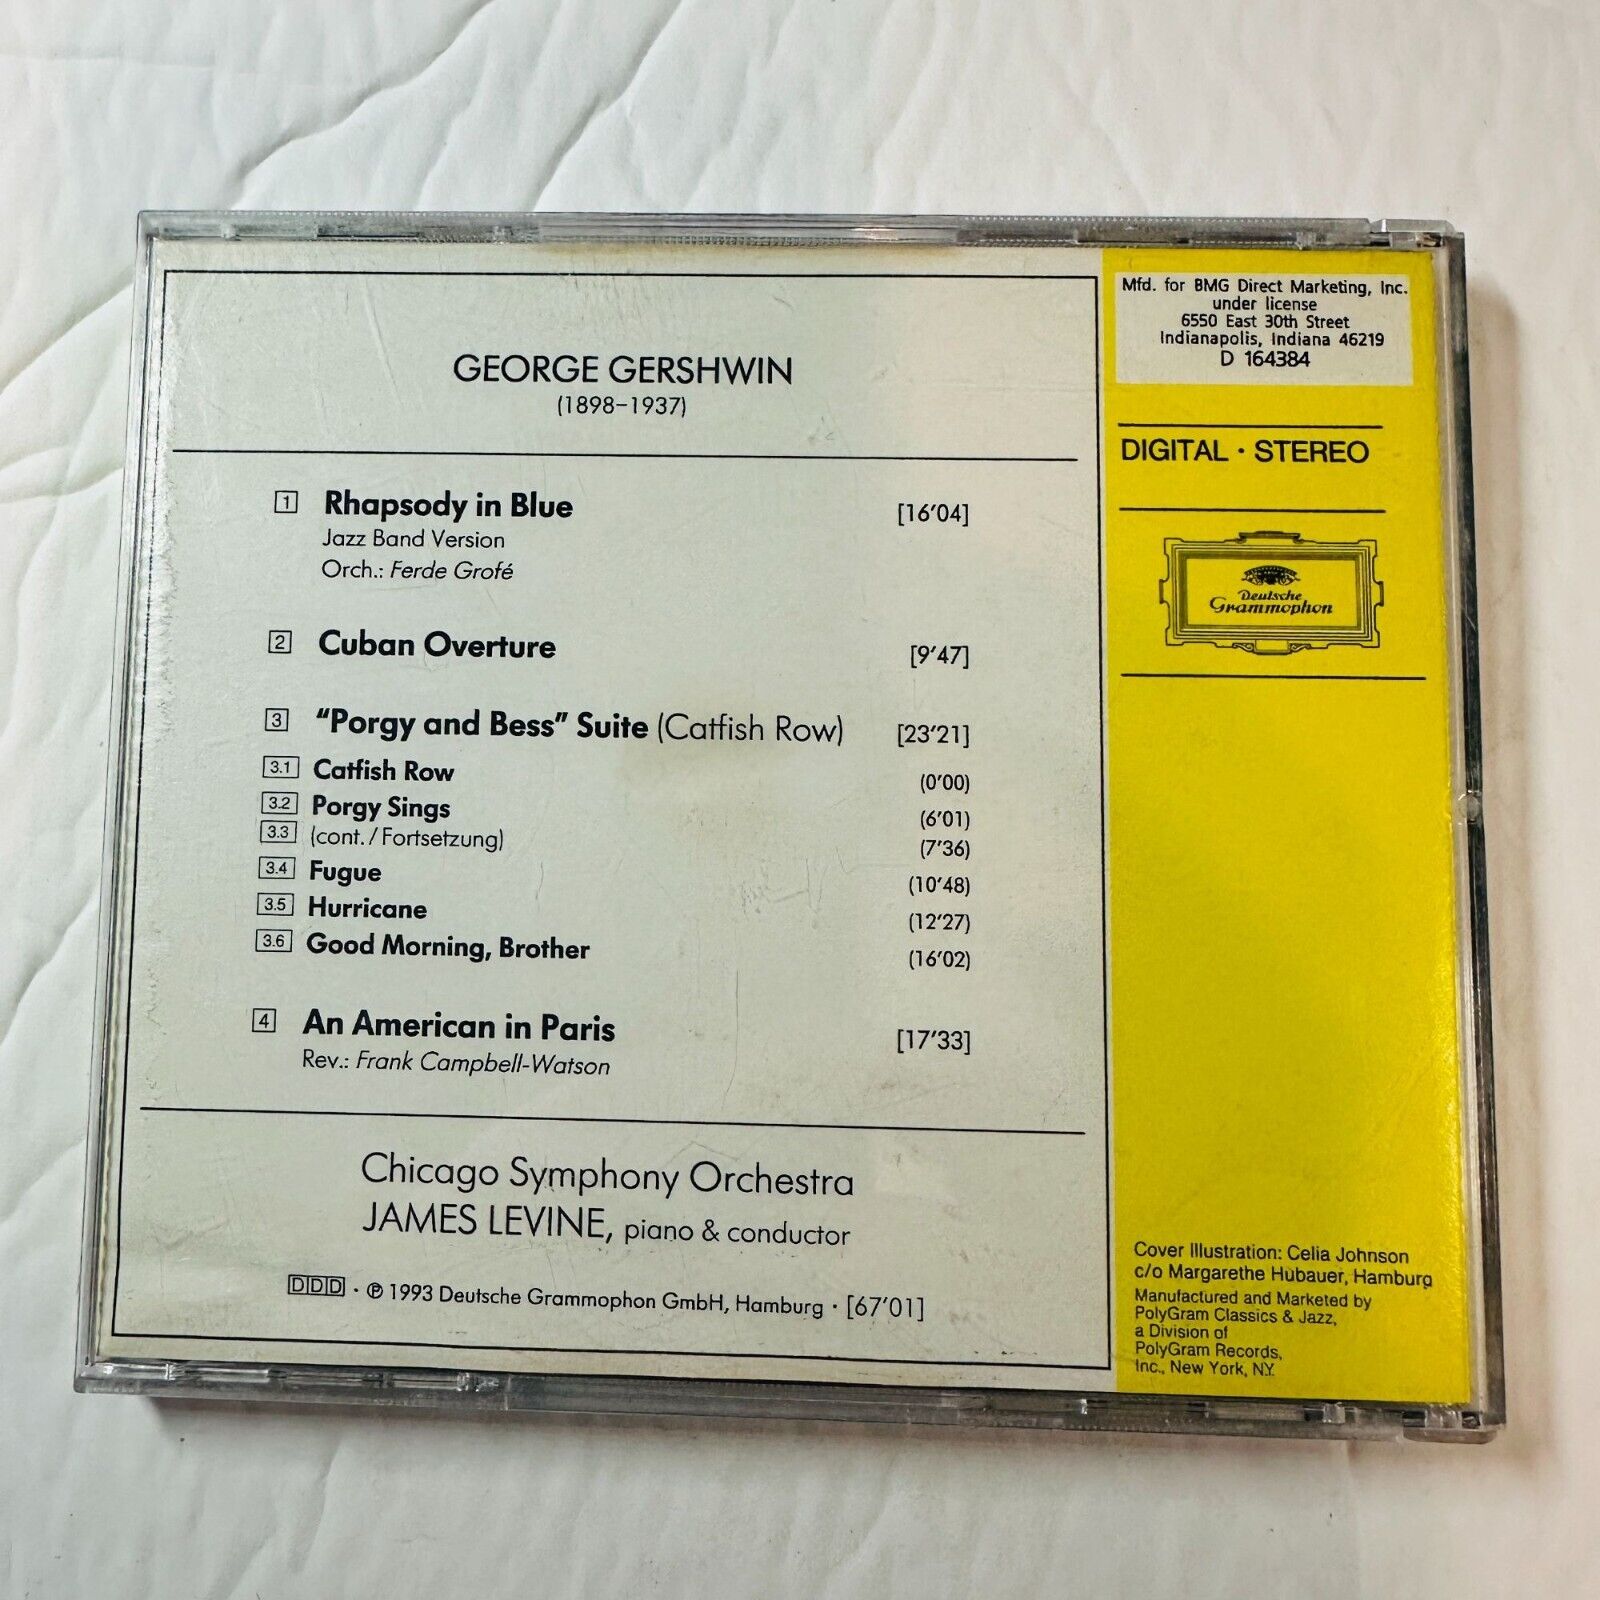 GEORGE GERSHWIN
(1898–1937)
1 Rhapsody in Blue [16'04]
Jazz Band Version
Orch.: Ferde Grofé
2 Cuban Overture [9'47]
3 "Porgy and Bess" Suite (Catfish Row) [23'21]
3.1 Catfish Row (0'00)
3.2 Porgy Sings (6'01)
3.3 (cont./Fortsetzung) (7'36)
3.4 Fugue (10'48)
3.5 Hurricane (12'27)
3.6 Good Morning, Brother (16'02)
4 An American in Paris [17'33]
Rev.: Frank Campbell-Watson
Chicago Symphony Orchestra
JAMES LEVINE, piano & conductor
DDD · ℗ 1993 Deutsche Grammophon GmbH, Hamburg · [67'01]
Mfd. for BMG Direct Marketing, Inc.
under license
6550 East 30th Street
Indianapolis, Indiana 46219
D 164384
DIGITAL · STEREO
Deutsche
Grammophon
Cover Illustration: Celia Johnson
c/o Margarethe Hubauer, Hamburg
Manufactured and Marketed by
PolyGram Classics & Jazz,
a Division of
PolyGram Records,
Inc., New York, N.Y.